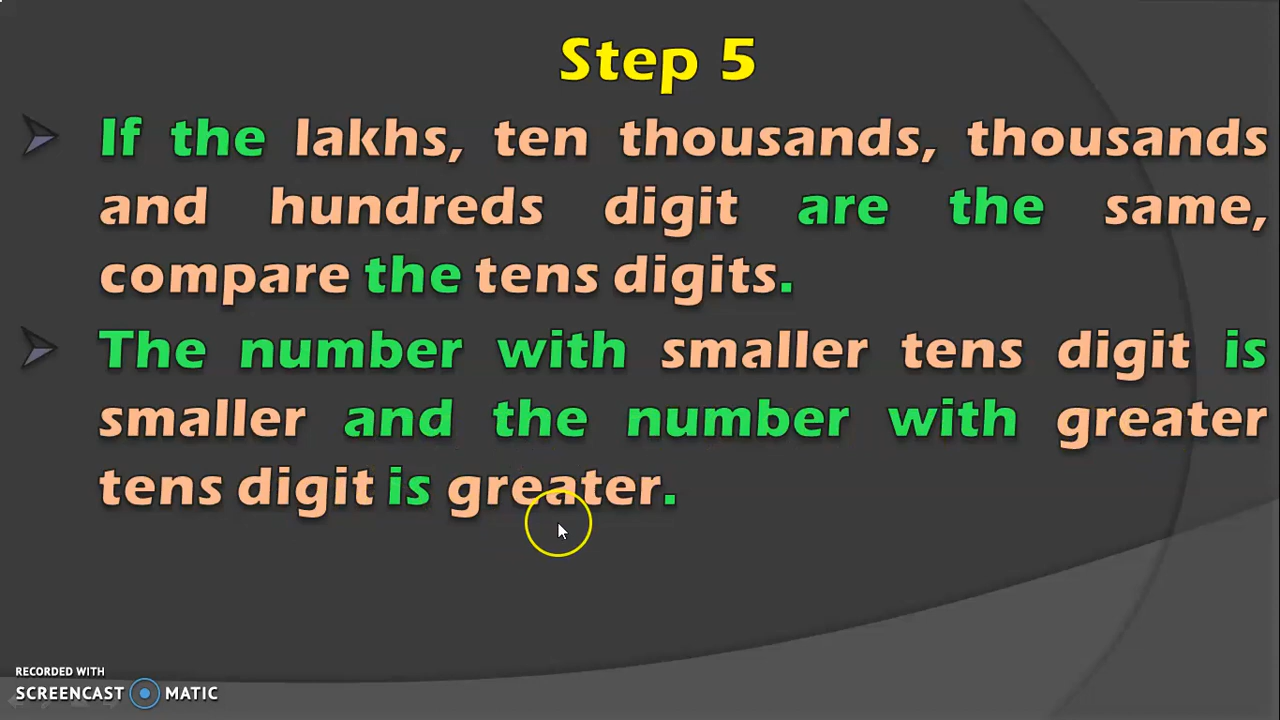 Step 5
If the lakhs, ten thousands, thousands
and hundreds digit are the same,
compare the tens digits.
The number with smaller tens digit is
smaller and the number with greater
tens digit is greater.
RECORDED WITH
SCREENCAST MATIC